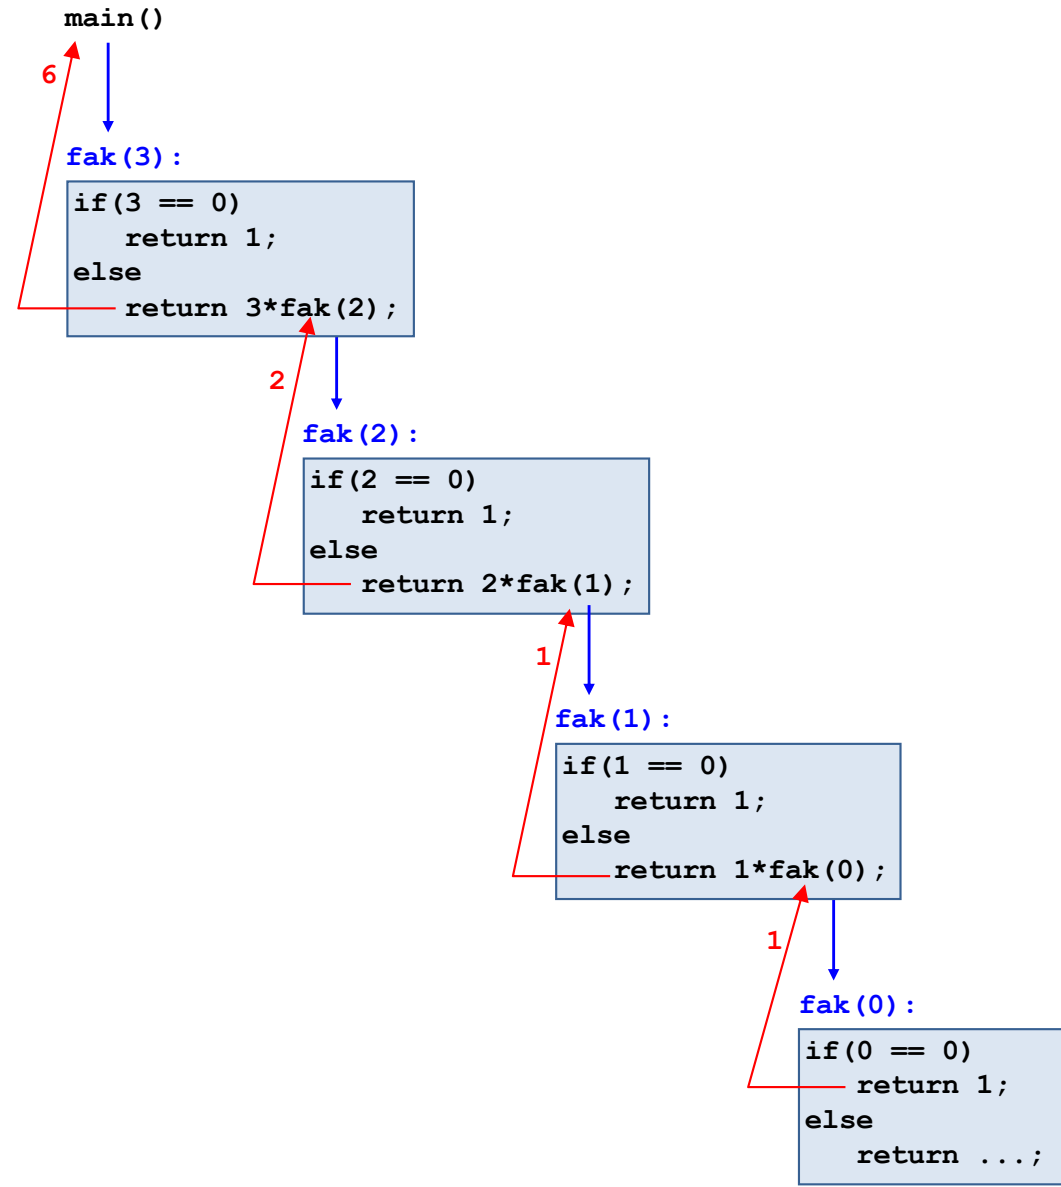 main()
6
fak(3):
if(3 == 0)
   return 1;
else
   return 3*fak(2);
2
fak(2):
if(2 == 0)
   return 1;
else
   return 2*fak(1);
1
fak(1):
if(1 == 0)
   return 1;
else
   return 1*fak(0);
1
fak(0):
if(0 == 0)
   return 1;
else
   return ...;